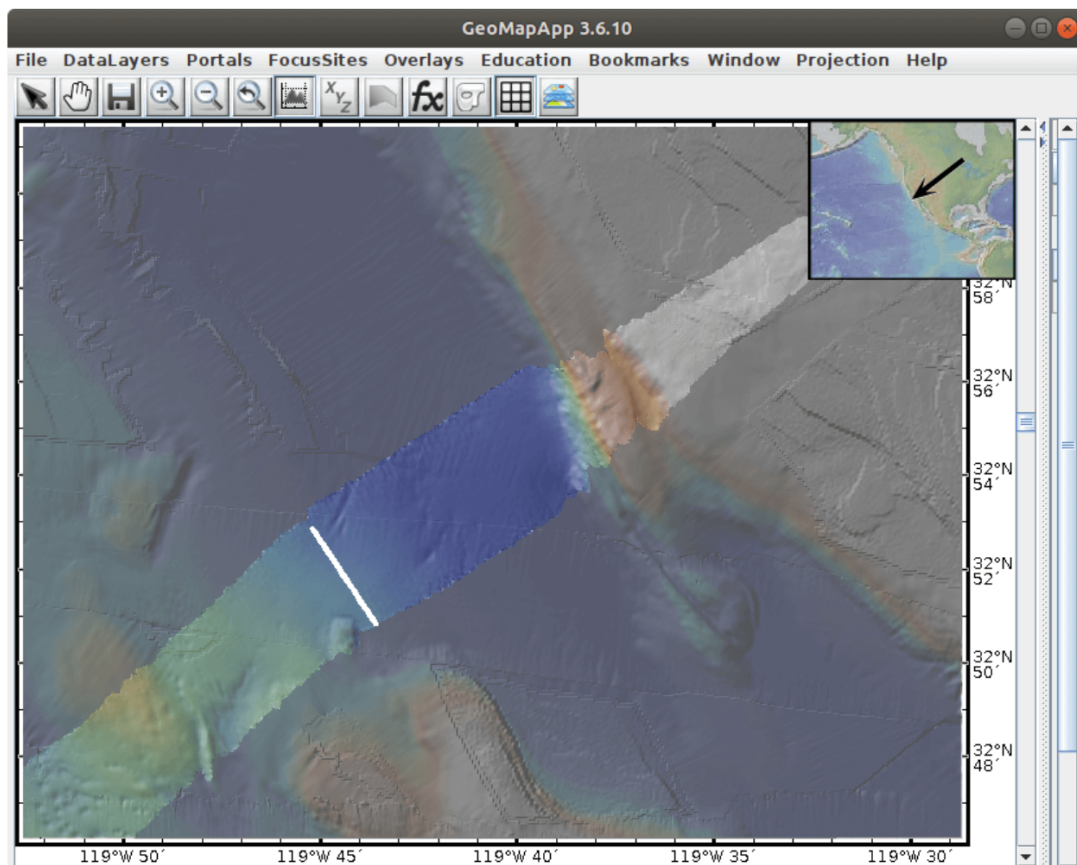 GeoMapApp 3.6.10
File DataLayers Portals FocusSites Overlays Education Bookmarks Window Projection Help
X Y Z fx
32°N
58´
32°N
56´
32°N
54´
32°N
52´
32°N
50´
32°N
48´
119°W 50´ 119°W 45´ 119°W 40´ 119°W 35´ 119°W 30´